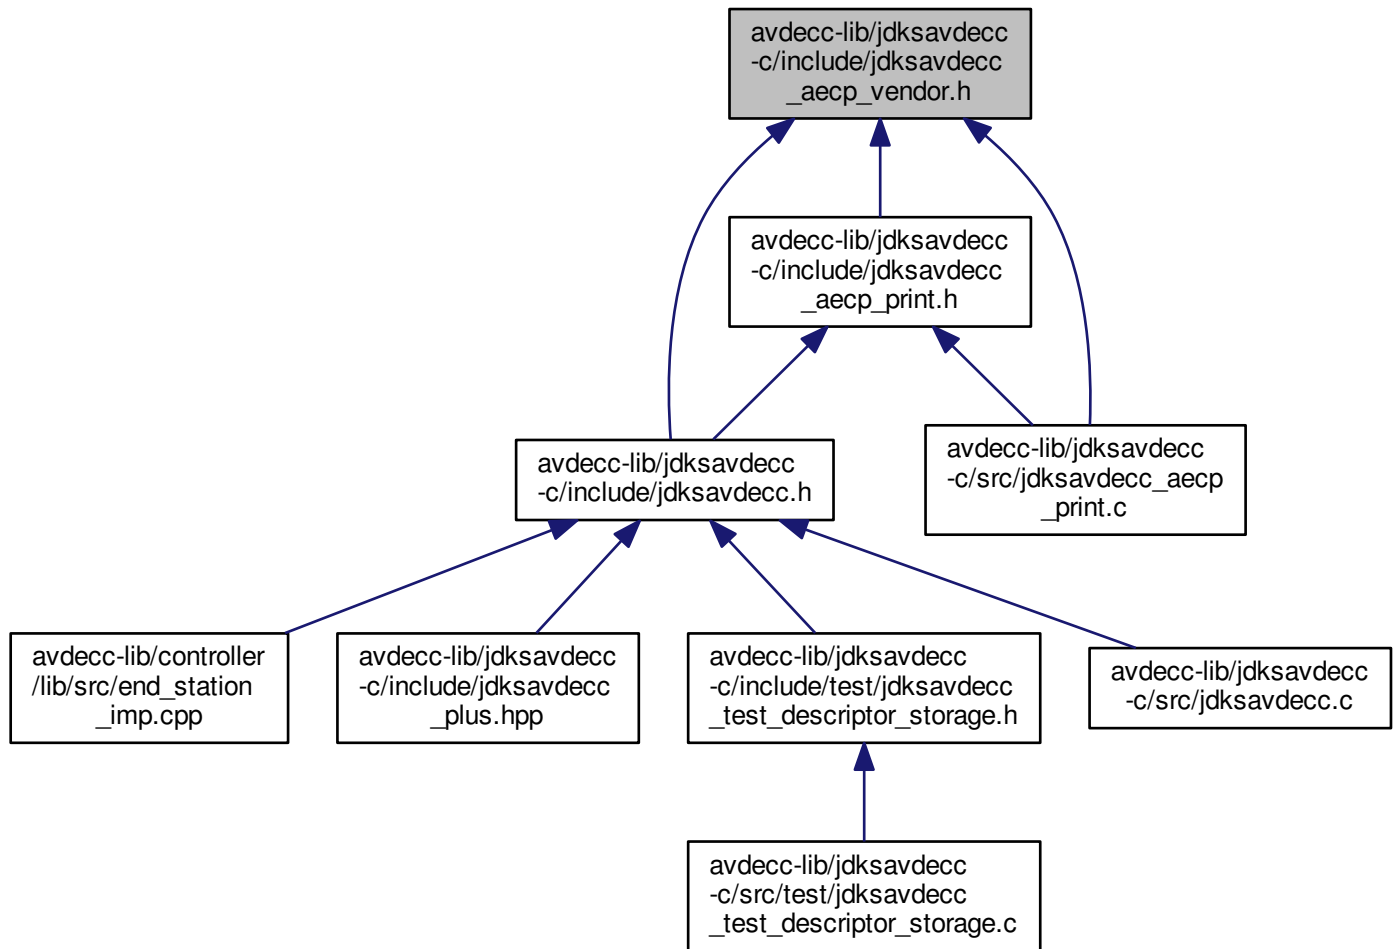 avdecc-lib/jdksavdecc
-c/include/jdksavdecc
_aecp_vendor.h
avdecc-lib/jdksavdecc
-c/include/jdksavdecc
_aecp_print.h
avdecc-lib/jdksavdecc
-c/include/jdksavdecc.h
avdecc-lib/jdksavdecc
-c/src/jdksavdecc_aecp
_print.c
avdecc-lib/controller
/lib/src/end_station
_imp.cpp
avdecc-lib/jdksavdecc
-c/include/jdksavdecc
_plus.hpp
avdecc-lib/jdksavdecc
-c/include/test/jdksavdecc
_test_descriptor_storage.h
avdecc-lib/jdksavdecc
-c/src/jdksavdecc.c
avdecc-lib/jdksavdecc
-c/src/test/jdksavdecc
_test_descriptor_storage.c